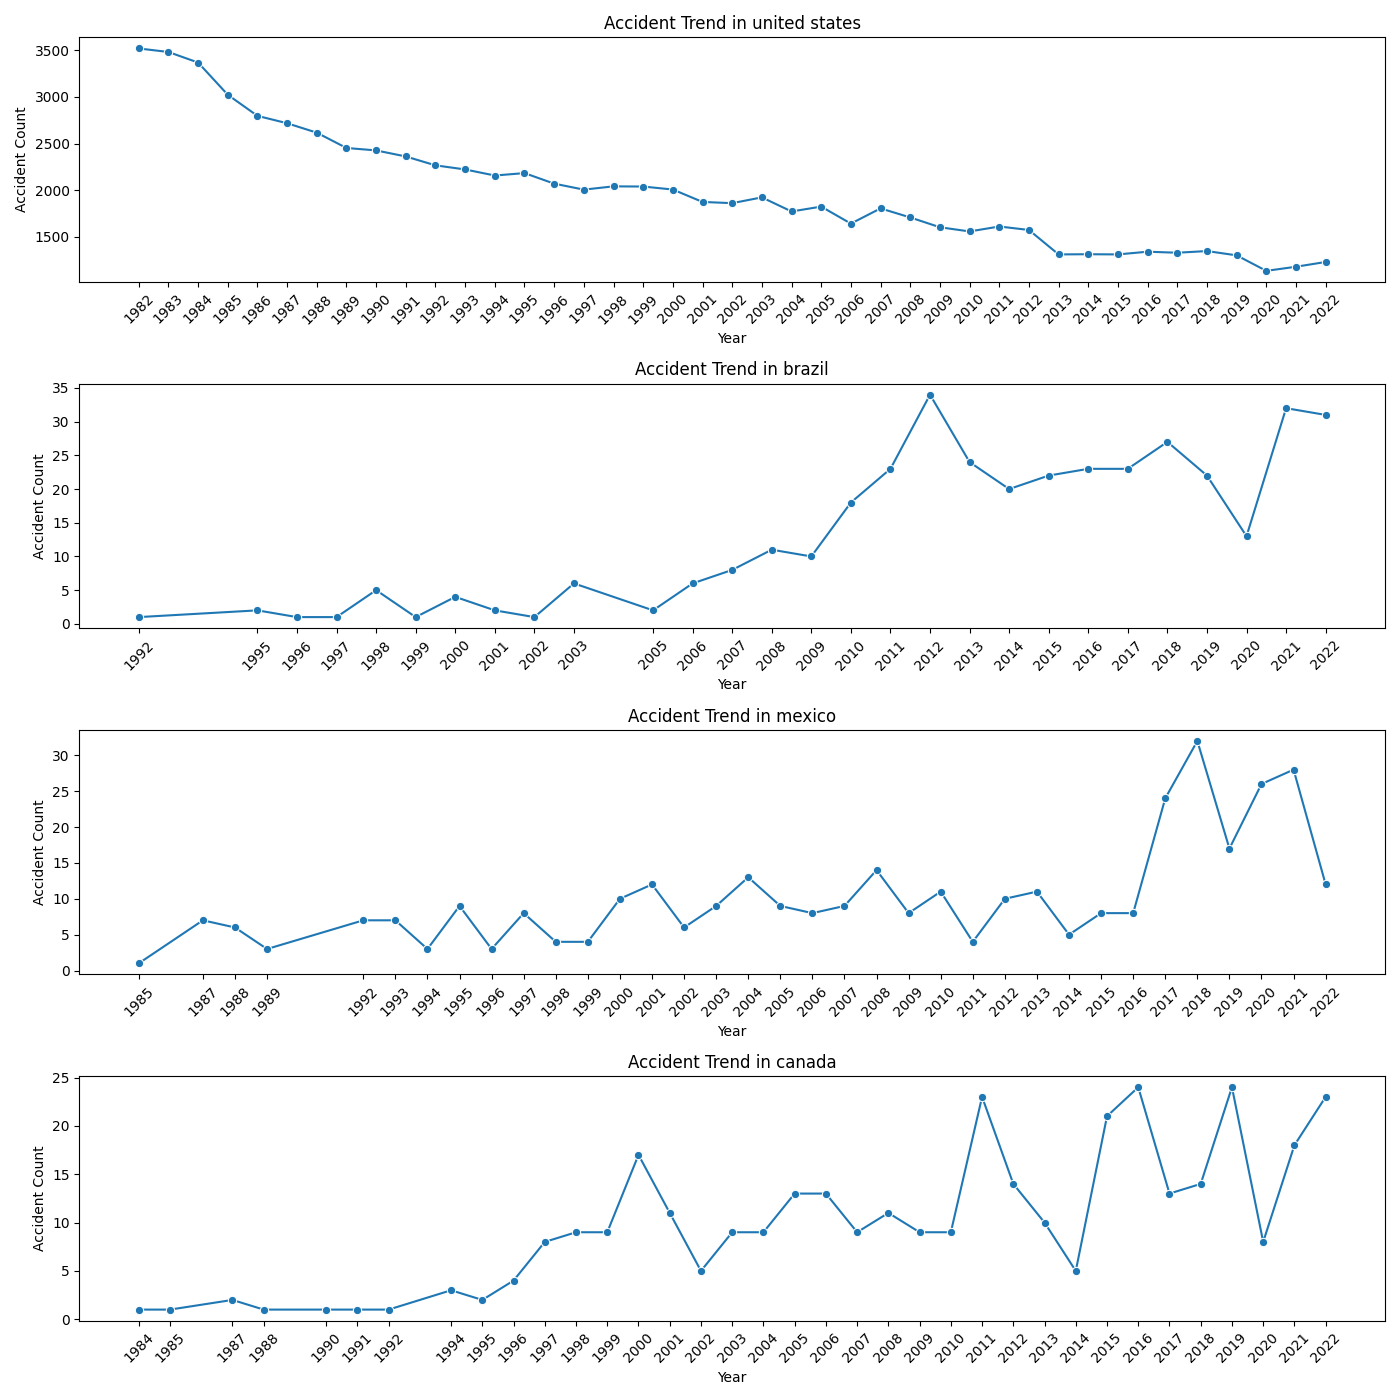 Accident Trend in united states
Accident Count
3500
3000
2500
2000
1500
1982 1983 1984 1985 1986 1987 1988 1989 1990 1991 1992 1993 1994 1995 1996 1997 1998 1999 2000 2001 2002 2003 2004 2005 2006 2007 2008 2009 2010 2011 2012 2013 2014 2015 2016 2017 2018 2019 2020 2021 2022
Year
Accident Trend in brazil
Accident Count
35
30
25
20
15
10
5
0
1992 1995 1996 1997 1998 1999 2000 2001 2002 2003 2005 2006 2007 2008 2009 2010 2011 2012 2013 2014 2015 2016 2017 2018 2019 2020 2021 2022
Year
Accident Trend in mexico
Accident Count
30
25
20
15
10
5
0
1985 1987 1988 1989 1992 1993 1994 1995 1996 1997 1998 1999 2000 2001 2002 2003 2004 2005 2006 2007 2008 2009 2010 2011 2012 2013 2014 2015 2016 2017 2018 2019 2020 2021 2022
Year
Accident Trend in canada
Accident Count
25
20
15
10
5
0
1984 1985 1987 1988 1990 1991 1992 1994 1995 1996 1997 1998 1999 2000 2001 2002 2003 2004 2005 2006 2007 2008 2009 2010 2011 2012 2013 2014 2015 2016 2017 2018 2019 2020 2021 2022
Year